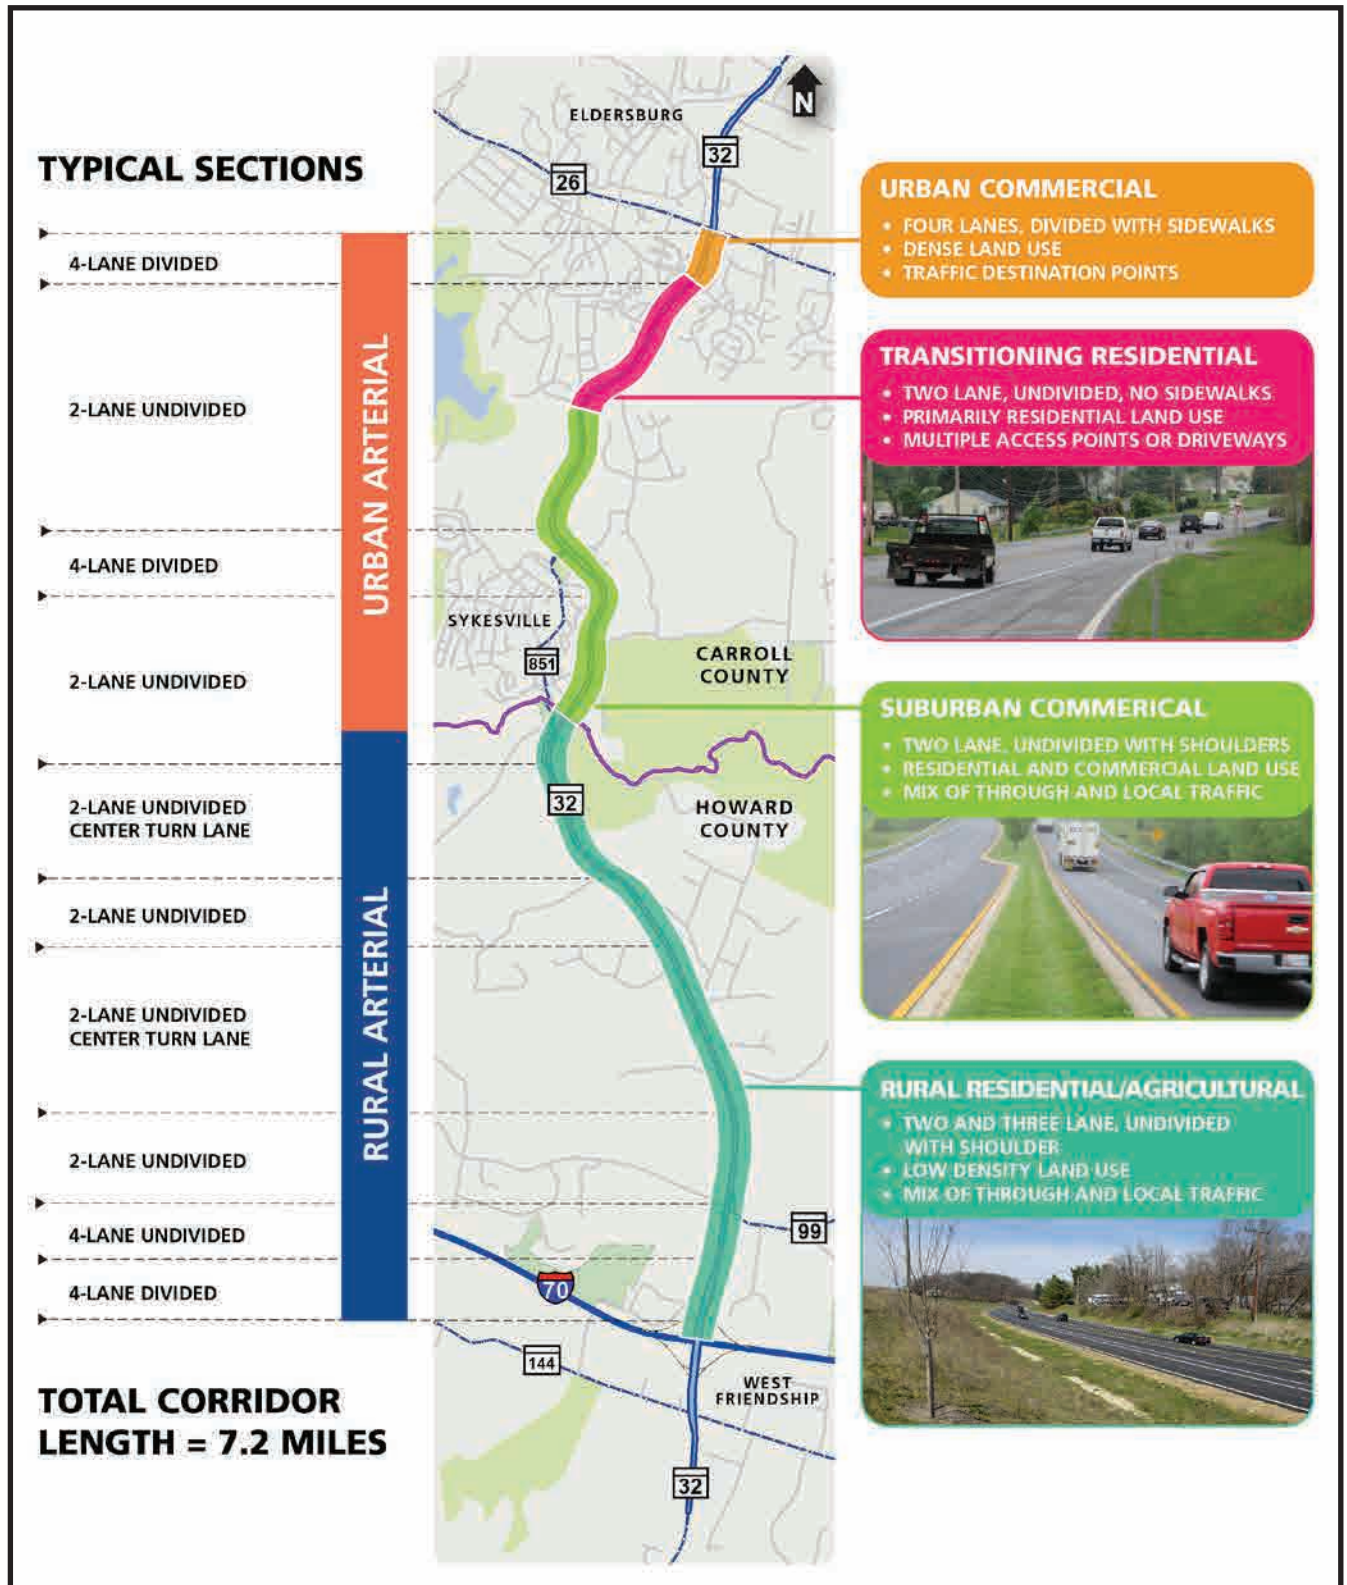 TYPICAL SECTIONS
4-LANE DIVIDED
2-LANE UNDIVIDED
4-LANE DIVIDED
2-LANE UNDIVIDED
2-LANE UNDIVIDED
CENTER TURN LANE
2-LANE UNDIVIDED
2-LANE UNDIVIDED
CENTER TURN LANE
2-LANE UNDIVIDED
4-LANE UNDIVIDED
4-LANE DIVIDED
TOTAL CORRIDOR
LENGTH = 7.2 MILES
URBAN ARTERIAL
RURAL ARTERIAL
N
ELDERSBURG
32
26
SYKESVILLE
851
CARROLL
COUNTY
32
HOWARD
COUNTY
99
70
144
WEST
FRIENDSHIP
32
URBAN COMMERCIAL
• FOUR LANES, DIVIDED WITH SIDEWALKS
• DENSE LAND USE
• TRAFFIC DESTINATION POINTS
TRANSITIONING RESIDENTIAL
• TWO LANE, UNDIVIDED, NO SIDEWALKS
• PRIMARILY RESIDENTIAL LAND USE
• MULTIPLE ACCESS POINTS OR DRIVEWAYS
SUBURBAN COMMERICAL
• TWO LANE, UNDIVIDED WITH SHOULDERS
• RESIDENTIAL AND COMMERCIAL LAND USE
• MIX OF THROUGH AND LOCAL TRAFFIC
RURAL RESIDENTIAL/AGRICULTURAL
• TWO AND THREE LANE, UNDIVIDED
WITH SHOULDER
• LOW DENSITY LAND USE
• MIX OF THROUGH AND LOCAL TRAFFIC